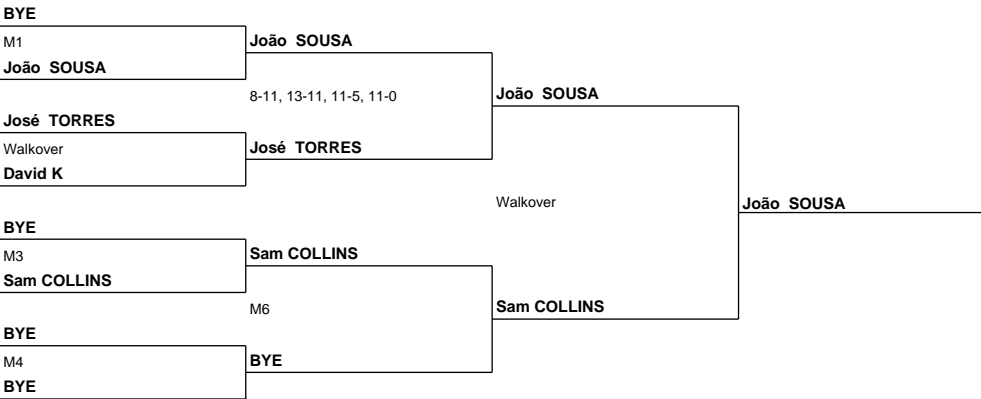 BYE
M1
João SOUSA
José TORRES
Walkover
David K
BYE
M3
Sam COLLINS
BYE
M4
BYE
João SOUSA
8-11, 13-11, 11-5, 11-0
José TORRES
Sam COLLINS
M6
BYE
João SOUSA
Walkover
Sam COLLINS
João SOUSA